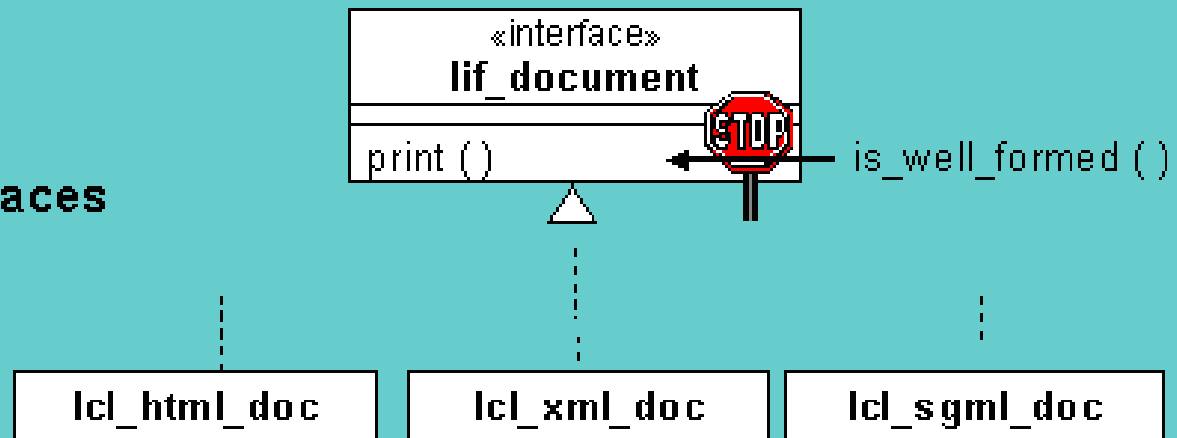 «interface»
lif_document
STOP
print ( )
is_well_formed ( )
aces
lcl_html_doc
lcl_xml_doc
lcl_sgml_doc